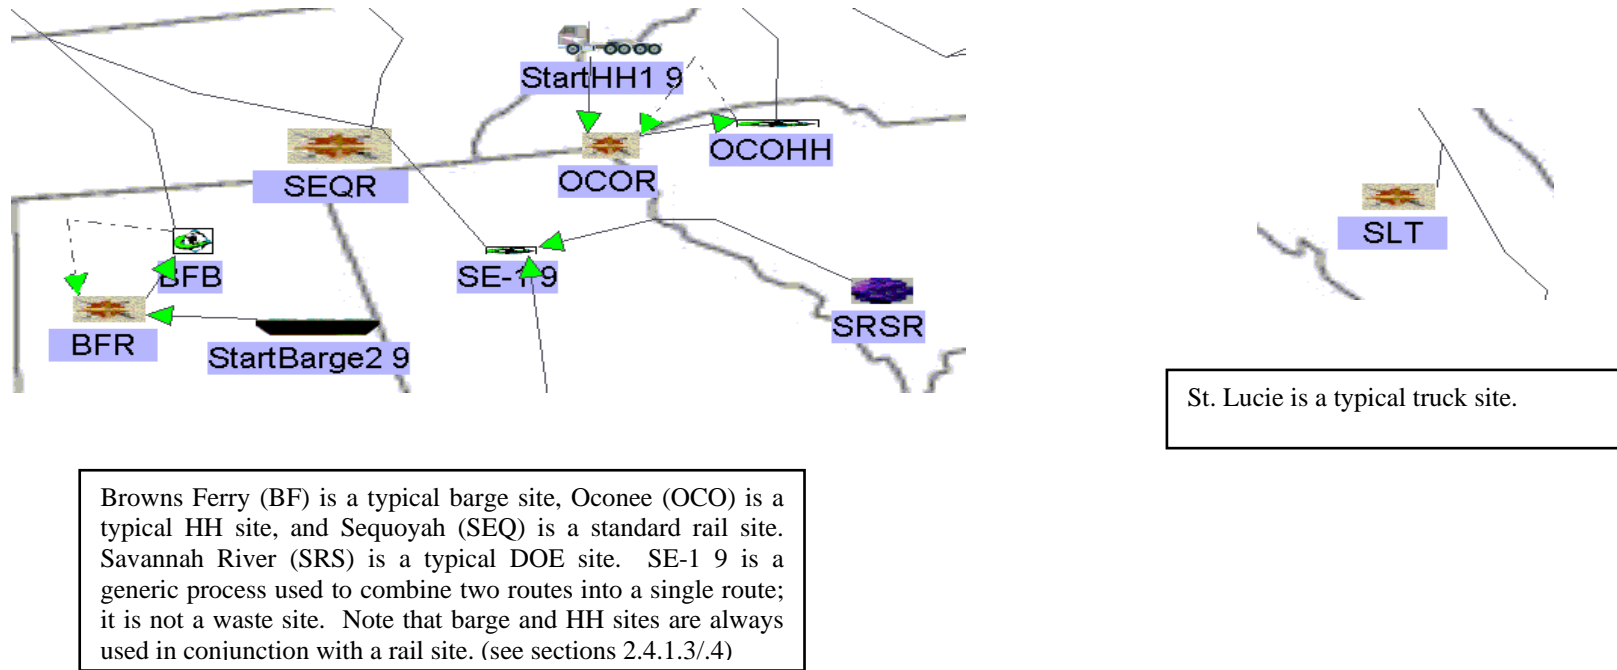 StartHH1 9
OCOHH
SEQR
OCOR
SLT
BFB
SE-1 9
SRSR
BFR
StartBarge2 9
St. Lucie is a typical truck site.
Browns Ferry (BF) is a typical barge site, Oconee (OCO) is a
typical HH site, and Sequoyah (SEQ) is a standard rail site.
Savannah River (SRS) is a typical DOE site. SE-1 9 is a
generic process used to combine two routes into a single route;
it is not a waste site. Note that barge and HH sites are always
used in conjunction with a rail site. (see sections 2.4.1.3/.4)